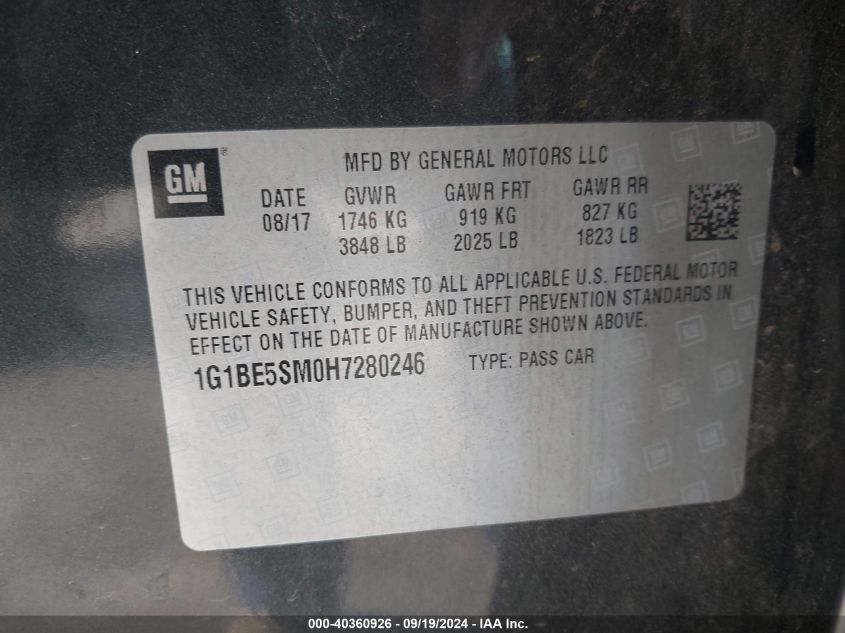 GM®
MFD BY GENERAL MOTORS LLC
DATE GVWR GAWR FRT GAWR RR
08/17 1746 KG 919 KG 827 KG
3848 LB 2025 LB 1823 LB
THIS VEHICLE CONFORMS TO ALL APPLICABLE U.S. FEDERAL MOTOR
VEHICLE SAFETY, BUMPER, AND THEFT PREVENTION STANDARDS IN
EFFECT ON THE DATE OF MANUFACTURE SHOWN ABOVE.
1G1BE5SM0H7280246 TYPE: PASS CAR
000-40360926 - 09/19/2024 - IAA Inc.